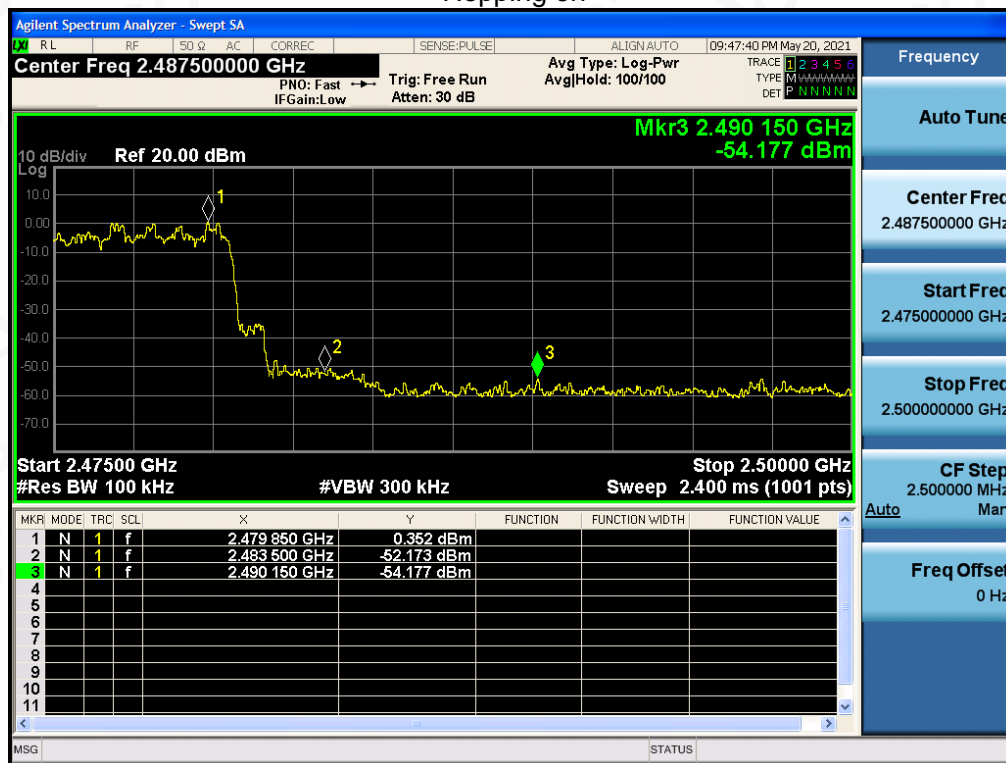 Hopping on
Agilent Spectrum Analyzer - Swept SA
LXI RL RF 50 Ω AC CORREC SENSE:PULSE ALIGN AUTO 09:47:40 PM May 20, 2021
Center Freq 2.487500000 GHz
PNO: Fast
IFGain:Low
Trig: Free Run
Atten: 30 dB
Avg Type: Log-Pwr
Avg|Hold: 100/100
TRACE 1 2 3 4 5 6
TYPE M
DET P N N N N N
Mkr3 2.490 150 GHz
-54.177 dBm
10 dB/div Ref 20.00 dBm
Log
10.0
0.00
-10.0
-20.0
-30.0
-40.0
-50.0
-60.0
-70.0
1
2
3
Start 2.47500 GHz Stop 2.50000 GHz
#Res BW 100 kHz #VBW 300 kHz Sweep 2.400 ms (1001 pts)
MKR MODE TRC SCL X Y FUNCTION FUNCTION WIDTH FUNCTION VALUE
1 N 1 f 2.479 850 GHz 0.352 dBm
2 N 1 f 2.483 500 GHz -52.173 dBm
3 N 1 f 2.490 150 GHz -54.177 dBm
4
5
6
7
8
9
10
11
MSG STATUS
Frequency
Auto Tune
Center Freq
2.487500000 GHz
Start Freq
2.475000000 GHz
Stop Freq
2.500000000 GHz
CF Step
2.500000 MHz
Auto Man
Freq Offset
0 Hz